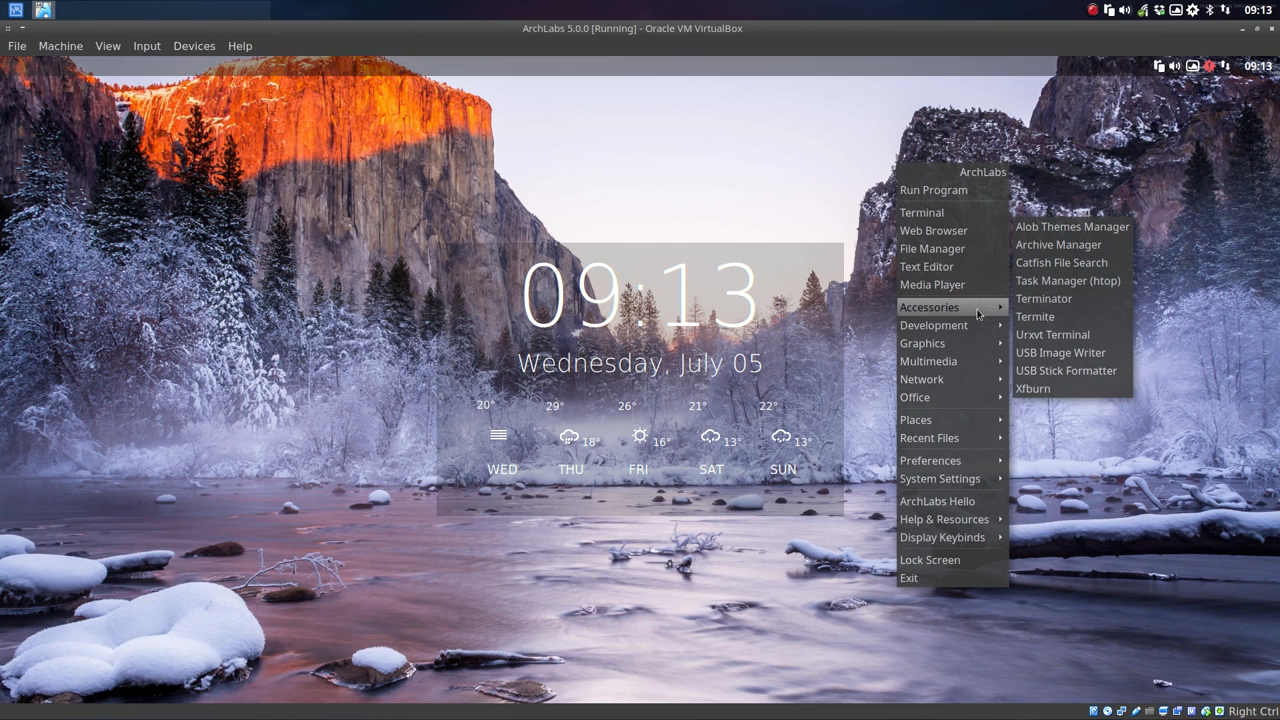 09:13
ArchLabs 5.0.0 [Running] - Oracle VM VirtualBox
File Machine View Input Devices Help
09:13
ArchLabs
Run Program
Terminal
Web Browser
File Manager
Text Editor
Media Player
Accessories
Development
Graphics
Multimedia
Network
Office
Places
Recent Files
Preferences
System Settings
ArchLabs Hello
Help & Resources
Display Keybinds
Lock Screen
Exit
Alob Themes Manager
Archive Manager
Catfish File Search
Task Manager (htop)
Terminator
Termite
Urxvt Terminal
USB Image Writer
USB Stick Formatter
Xfburn
09:13
Wednesday, July 05
20° 29° 26° 21° 22°
18° 16° 13° 13°
WED THU FRI SAT SUN
Right Ctrl